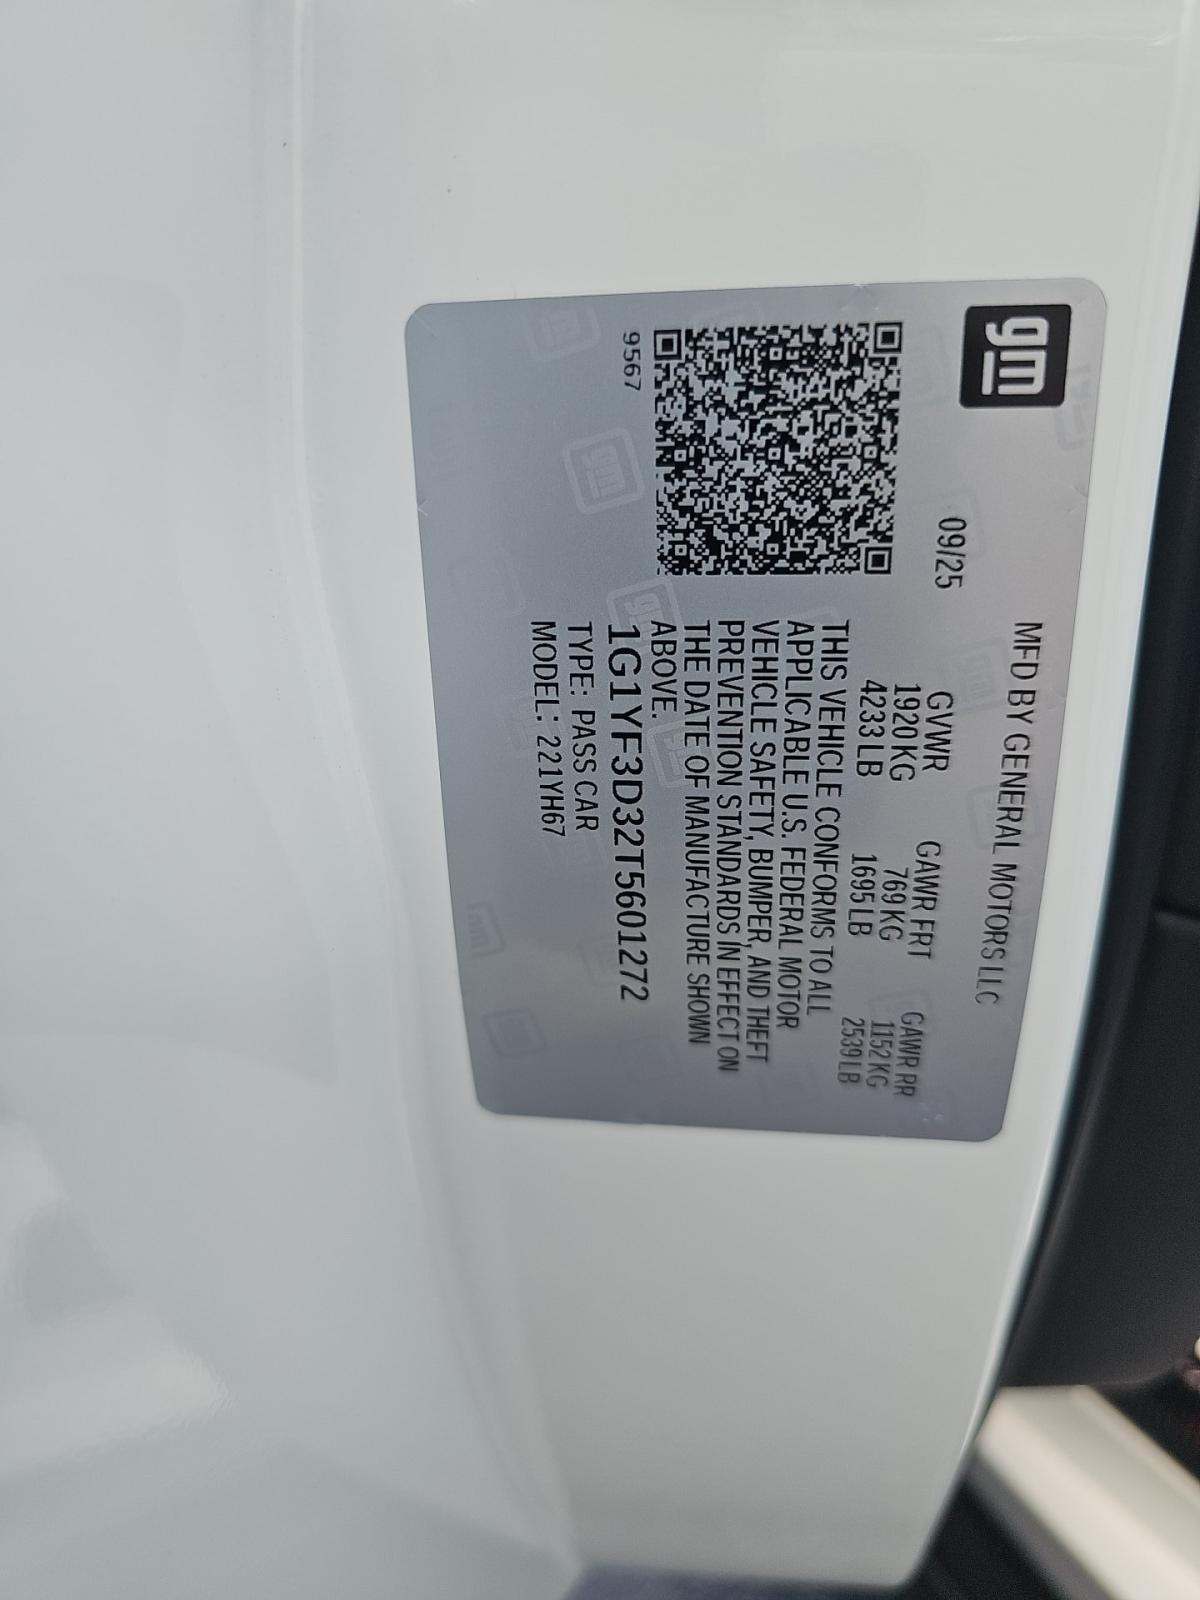 gm
MFD BY GENERAL MOTORS LLC
09/25
GVWR GAWR FRT GAWR RR
1920 KG 769 KG 1152 KG
4233 LB 1695 LB 2539 LB
THIS VEHICLE CONFORMS TO ALL
APPLICABLE U.S. FEDERAL MOTOR
VEHICLE SAFETY, BUMPER, AND THEFT
PREVENTION STANDARDS IN EFFECT ON
THE DATE OF MANUFACTURE SHOWN
ABOVE.
1G1YF3D32T5601272
TYPE: PASS CAR
MODEL: 221YH67
9567